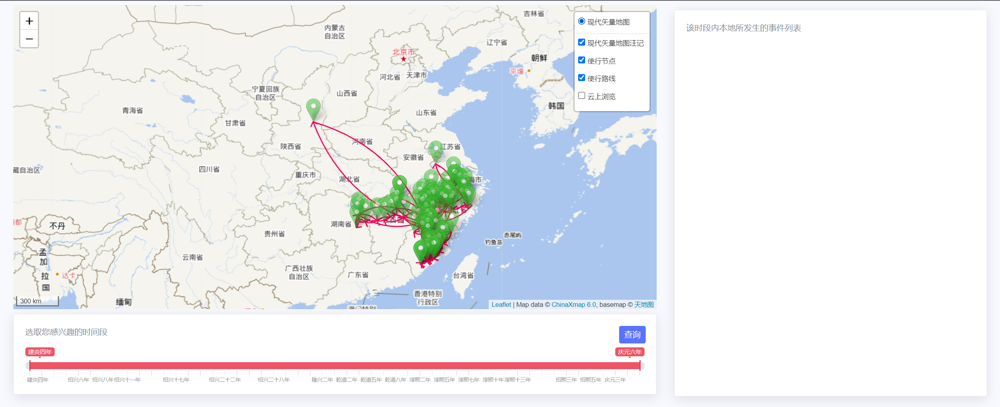 +
−
吉林省
内蒙古
自治区
辽宁省
北京市
朝鲜
平壤
河北省
天津市
宁夏回族
自治区
山西省
韩国
青海省
山东省
甘肃省
河南省
陕西省
江苏省
安徽省
藏自治区
四川省
重庆市
湖北省
海市
江西省
湖南省
不丹
贵州省
赤尾屿
钓鱼岛
孟
加
拉
国
云南省
广西壮族
自治区
广东省
台湾省
达卡
香港特别
行政区
缅甸
澳门特别
300 km
现代矢量地图
现代矢量地图注记
使行节点
使行路线
云上浏览
Leaflet | Map data © ChinaXmap 6.0, basemap © 天地图
该时段内本地所发生的事件列表
选取您感兴趣的时间段
查询
建炎四年
庆元六年
建炎四年 绍兴六年 绍兴八年 绍兴十一年 绍兴十七年 绍兴二十二年 绍兴二十八年 隆兴二年 乾道二年 乾道五年 乾道八年 淳熙二年 淳熙五年 淳熙七年 淳熙十年 淳熙十三年 绍熙三年 绍熙五年 庆元三年